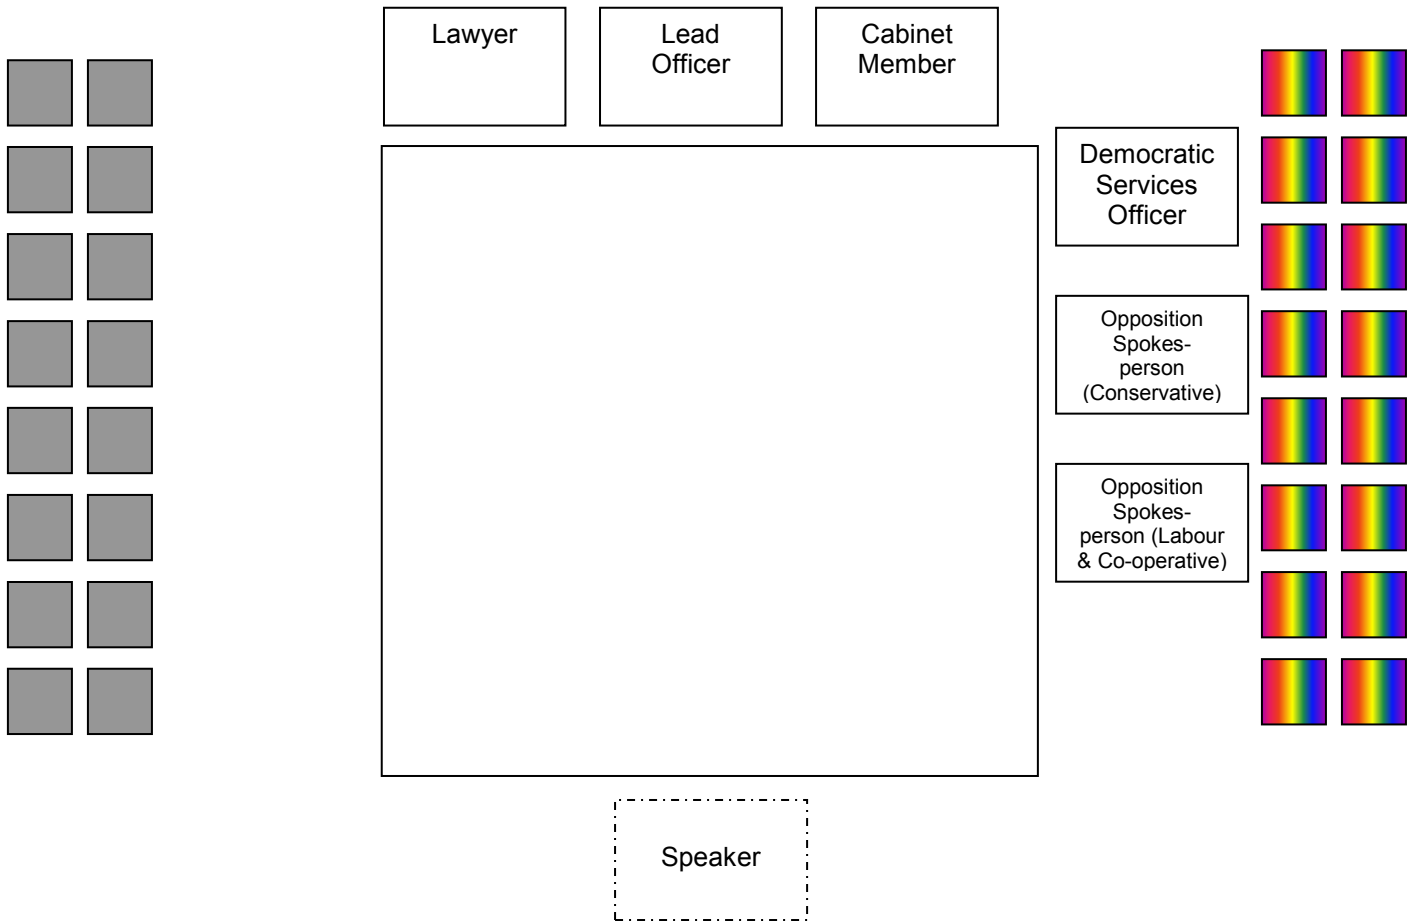 Lawyer
Lead
Officer
Cabinet
Member
Democratic
Services
Officer
Opposition
Spokes-
person
(Conservative)
Opposition
Spokes-
person (Labour
& Co-operative)
Speaker